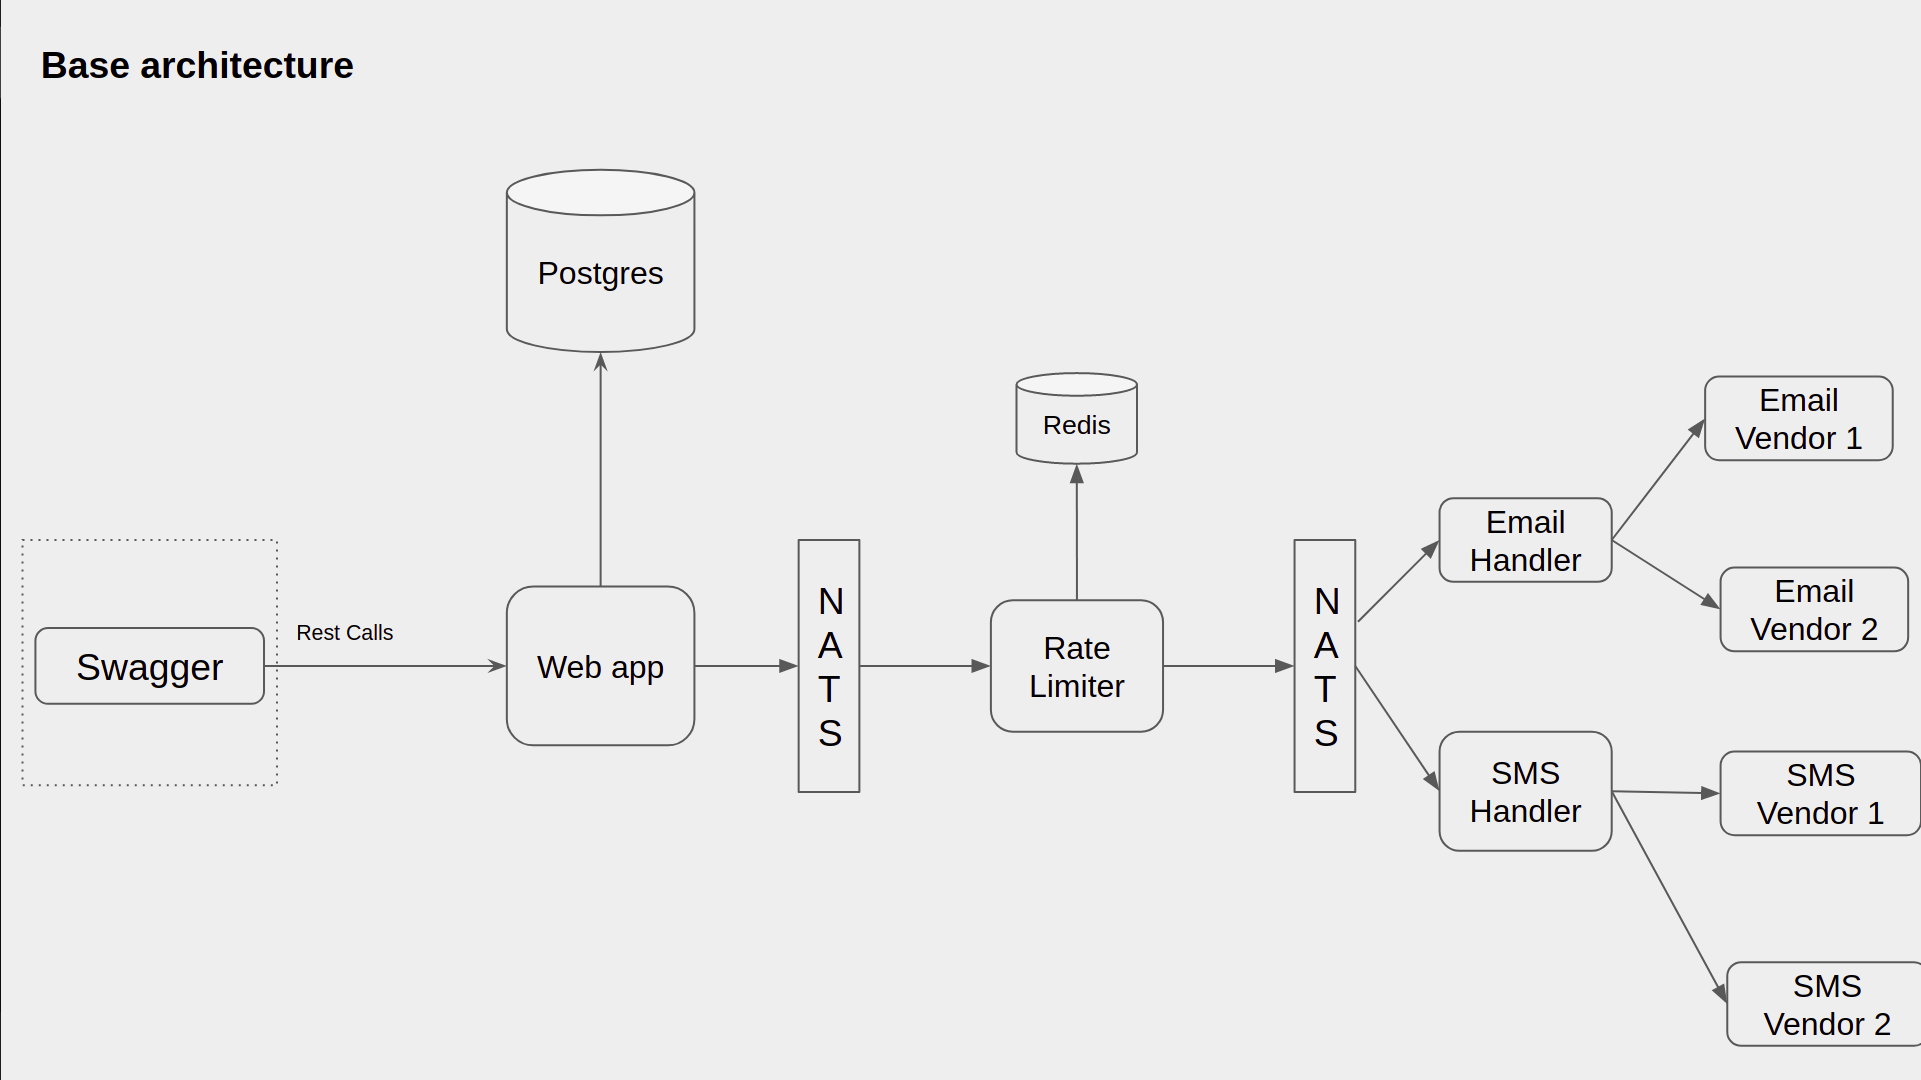 Base architecture
Postgres
Redis
Email
Vendor 1
Email
Handler
Email
Vendor 2
Swagger
Rest Calls
Web app
N
A
T
S
Rate
Limiter
N
A
T
S
SMS
Handler
SMS
Vendor 1
SMS
Vendor 2